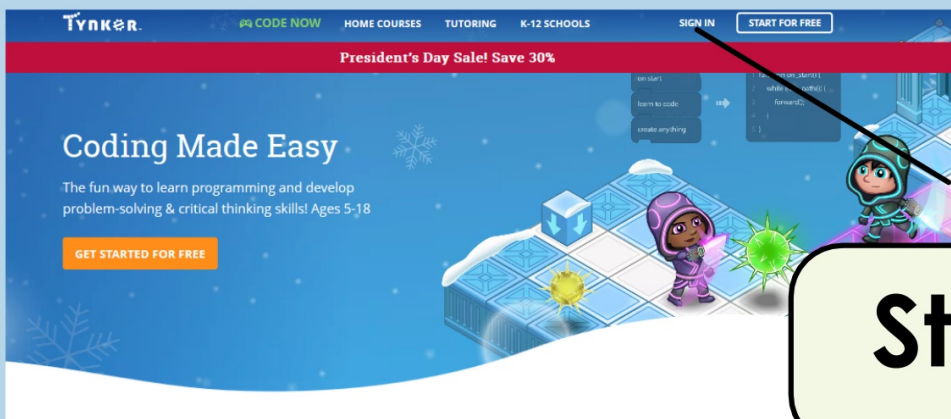 TYNKER.
CODE NOW HOME COURSES TUTORING K-12 SCHOOLS SIGN IN START FOR FREE
President's Day Sale! Save 30%
on start
learn to code
create anything
forward();
Coding Made Easy
The fun way to learn programming and develop
problem-solving & critical thinking skills! Ages 5-18
GET STARTED FOR FREE
St